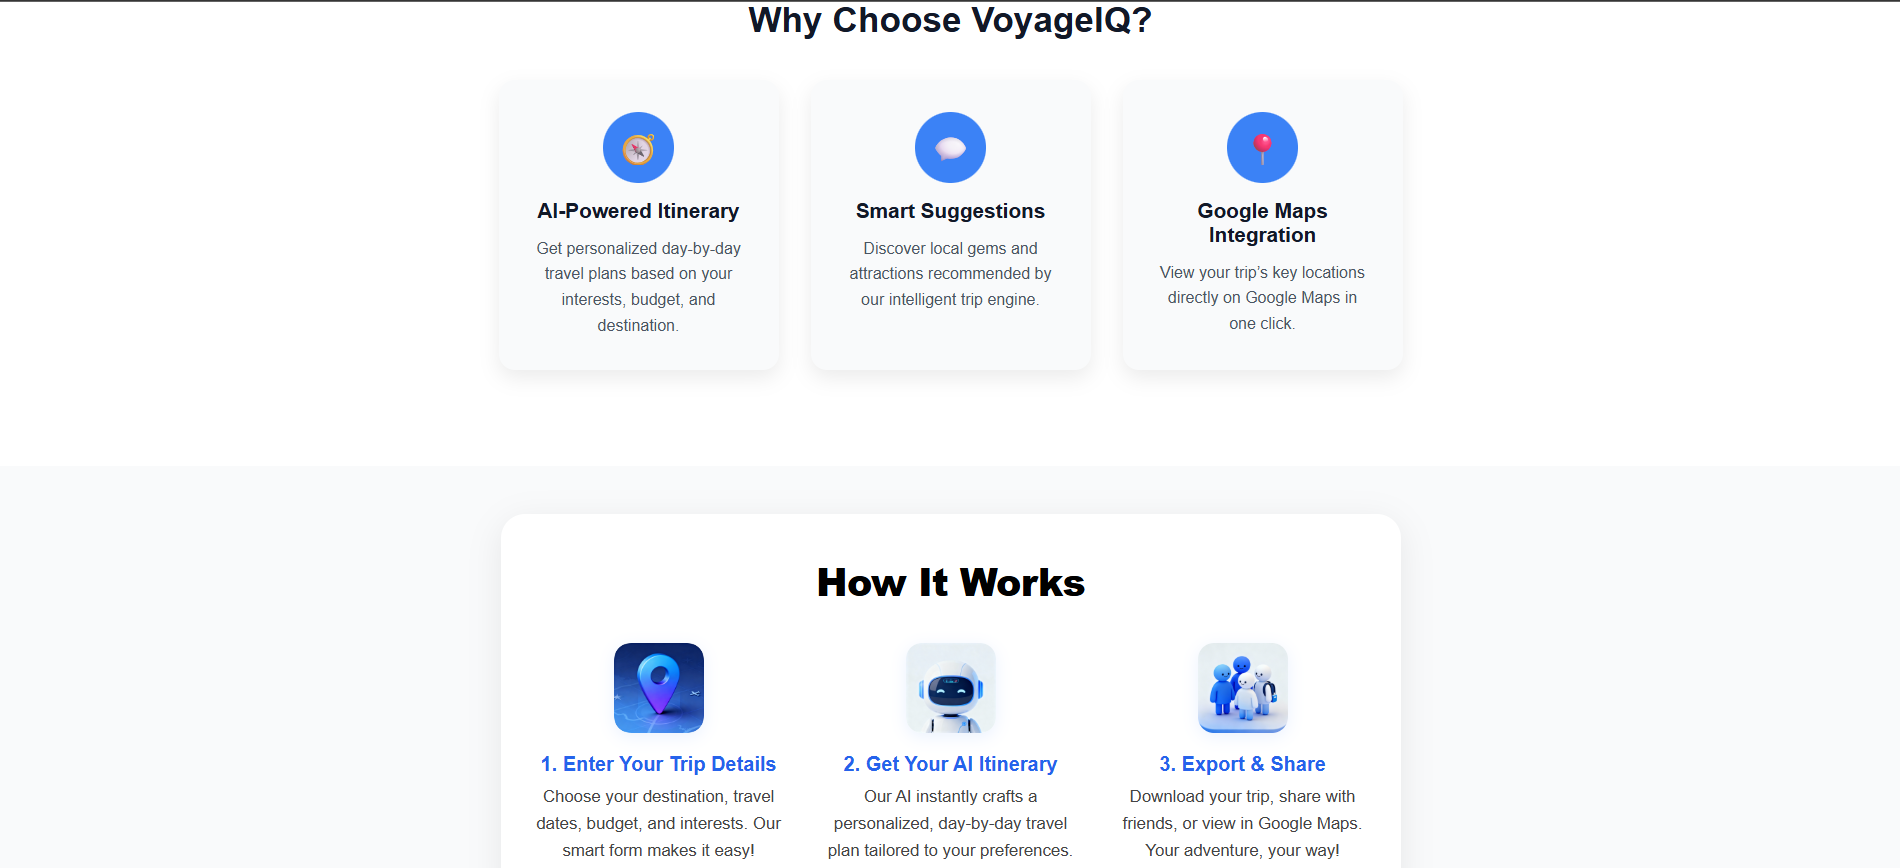 Why Choose VoyageIQ?
AI-Powered Itinerary
Get personalized day-by-day
travel plans based on your
interests, budget, and
destination.
Smart Suggestions
Discover local gems and
attractions recommended by
our intelligent trip engine.
Google Maps
Integration
View your trip’s key locations
directly on Google Maps in
one click.
How It Works
1. Enter Your Trip Details
Choose your destination, travel
dates, budget, and interests. Our
smart form makes it easy!
2. Get Your AI Itinerary
Our AI instantly crafts a
personalized, day-by-day travel
plan tailored to your preferences.
3. Export & Share
Download your trip, share with
friends, or view in Google Maps.
Your adventure, your way!